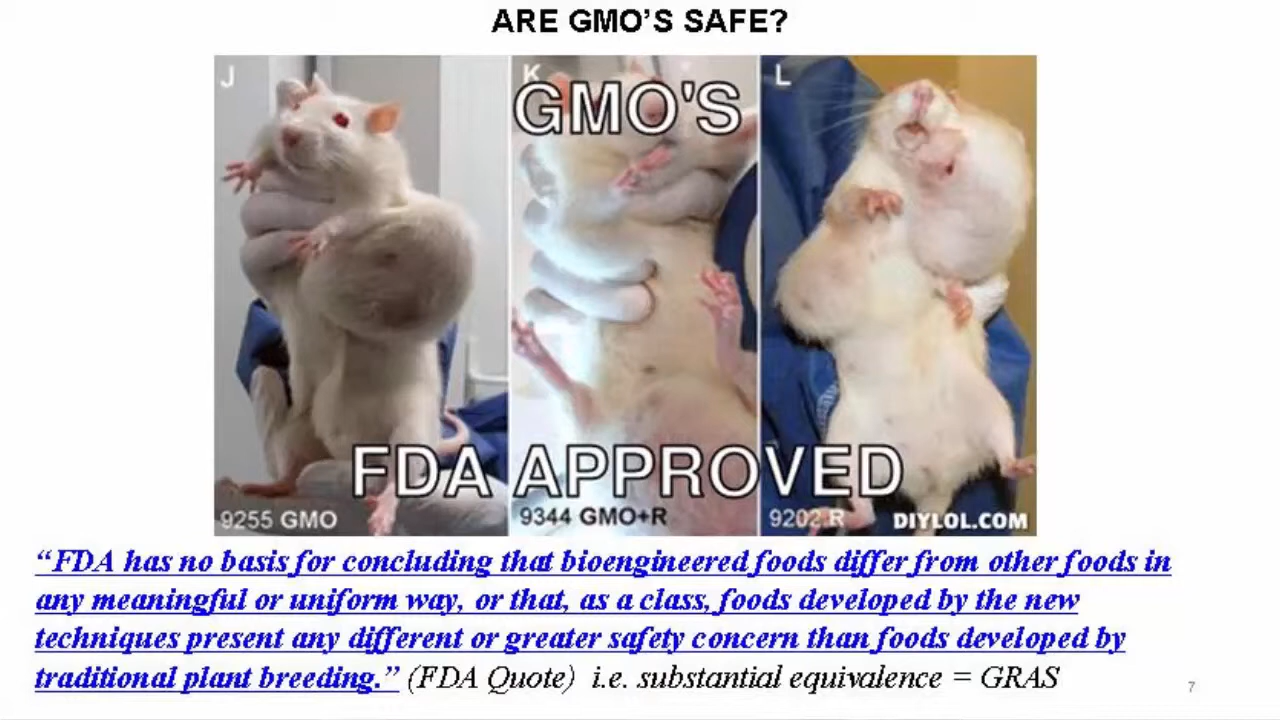 ARE GMO'S SAFE?
J K L
GMO'S
FDA APPROVED
9255 GMO 9344 GMO+R 9202 R DIYLOL.COM
“FDA has no basis for concluding that bioengineered foods differ from other foods in
any meaningful or uniform way, or that, as a class, foods developed by the new
techniques present any different or greater safety concern than foods developed by
traditional plant breeding.” (FDA Quote) i.e. substantial equivalence = GRAS
7